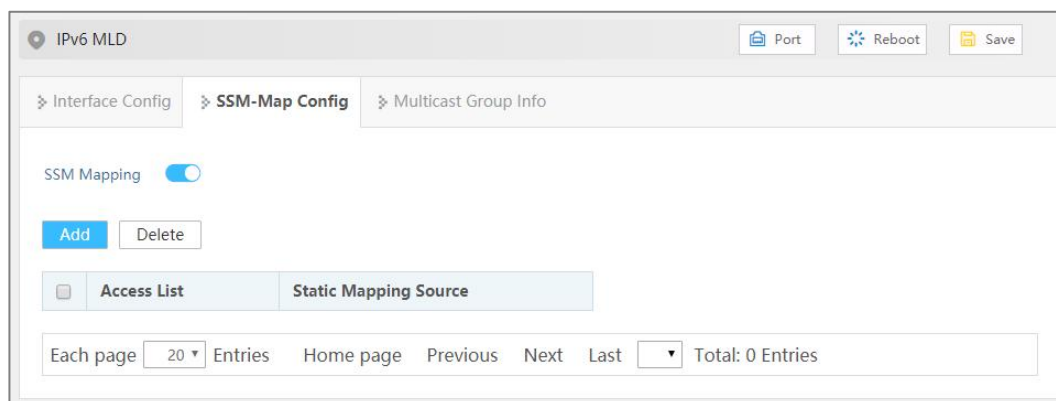 IPv6 MLD Port Reboot Save
Interface Config SSM-Map Config Multicast Group Info
SSM Mapping
Add Delete
Access List Static Mapping Source
Each page 20 Entries Home page Previous Next Last Total: 0 Entries